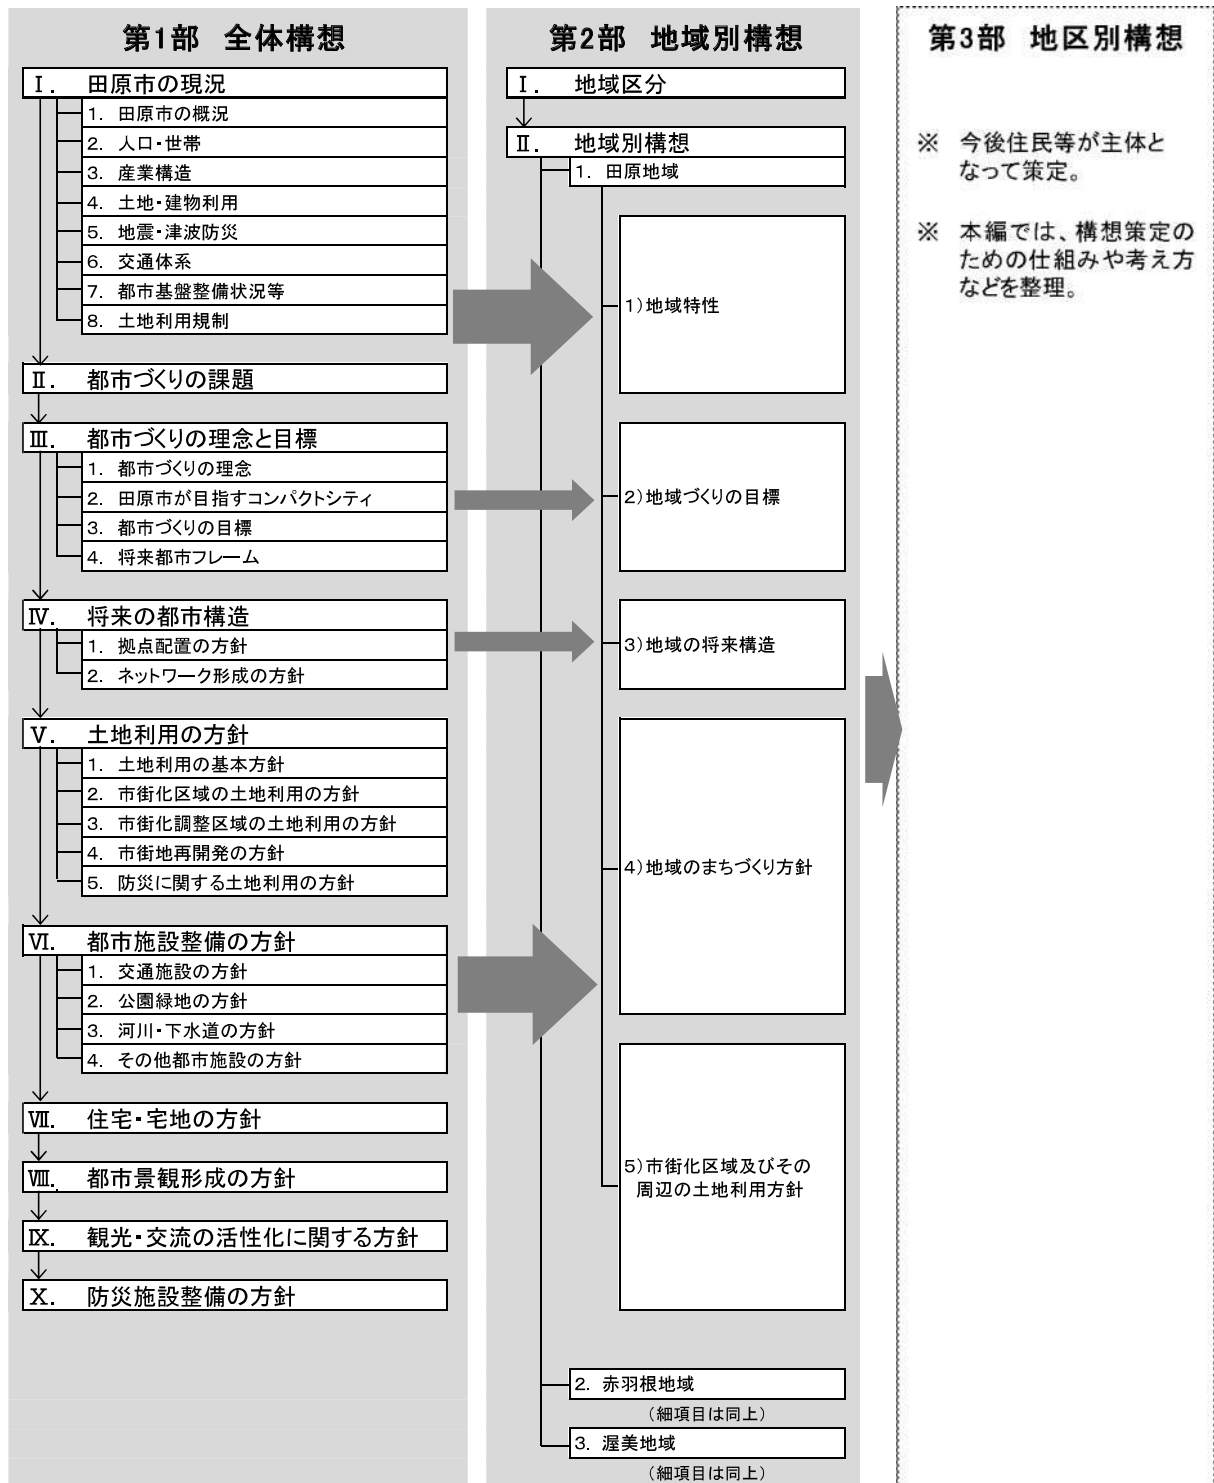 第1部 全体構想
Ⅰ. 田原市の現況
1. 田原市の概況
2. 人口・世帯
3. 産業構造
4. 土地・建物利用
5. 地震・津波防災
6. 交通体系
7. 都市基盤整備状況等
8. 土地利用規制
Ⅱ. 都市づくりの課題
Ⅲ. 都市づくりの理念と目標
1. 都市づくりの理念
2. 田原市が目指すコンパクトシティ
3. 都市づくりの目標
4. 将来都市フレーム
Ⅳ. 将来の都市構造
1. 拠点配置の方針
2. ネットワーク形成の方針
Ⅴ. 土地利用の方針
1. 土地利用の基本方針
2. 市街化区域の土地利用の方針
3. 市街化調整区域の土地利用の方針
4. 市街地再開発の方針
5. 防災に関する土地利用の方針
Ⅵ. 都市施設整備の方針
1. 交通施設の方針
2. 公園緑地の方針
3. 河川・下水道の方針
4. その他都市施設の方針
Ⅶ. 住宅・宅地の方針
Ⅷ. 都市景観形成の方針
Ⅸ. 観光・交流の活性化に関する方針
Ⅹ. 防災施設整備の方針
第2部 地域別構想
Ⅰ. 地域区分
Ⅱ. 地域別構想
1. 田原地域
1)地域特性
2)地域づくりの目標
3)地域の将来構造
4)地域のまちづくり方針
5)市街化区域及びその
周辺の土地利用方針
2. 赤羽根地域
(細項目は同上)
3. 渥美地域
(細項目は同上)
第3部 地区別構想
※ 今後住民等が主体と
なって策定。
※ 本編では、構想策定の
ための仕組みや考え方
などを整理。